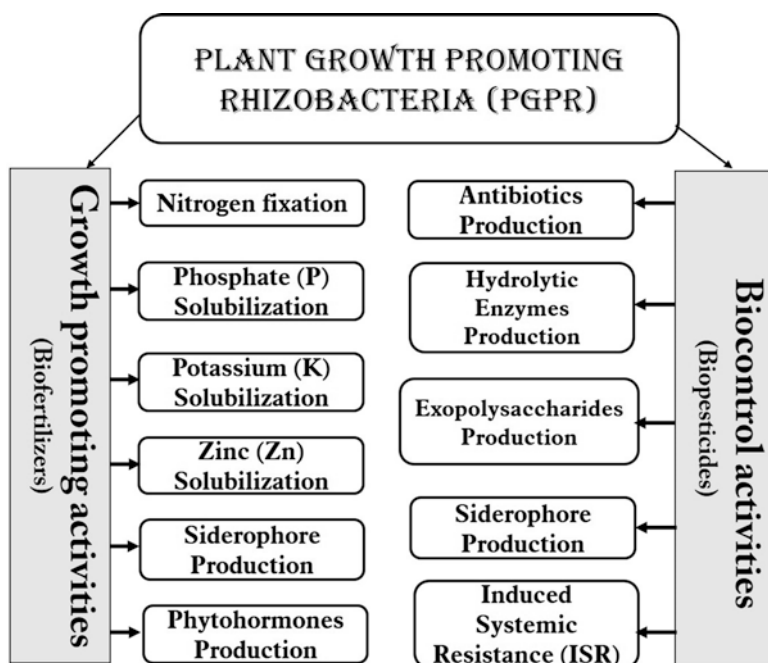 PLANT GROWTH PROMOTING
RHIZOBACTERIA (PGPR)
Growth promoting activities
(Biofertilizers)
Nitrogen fixation
Phosphate (P)
Solubilization
Potassium (K)
Solubilization
Zinc (Zn)
Solubilization
Siderophore
Production
Phytohormones
Production
Antibiotics
Production
Hydrolytic
Enzymes
Production
Exopolysaccharides
Production
Siderophore
Production
Induced
Systemic
Resistance (ISR)
Biocontrol activities
(Biopesticides)